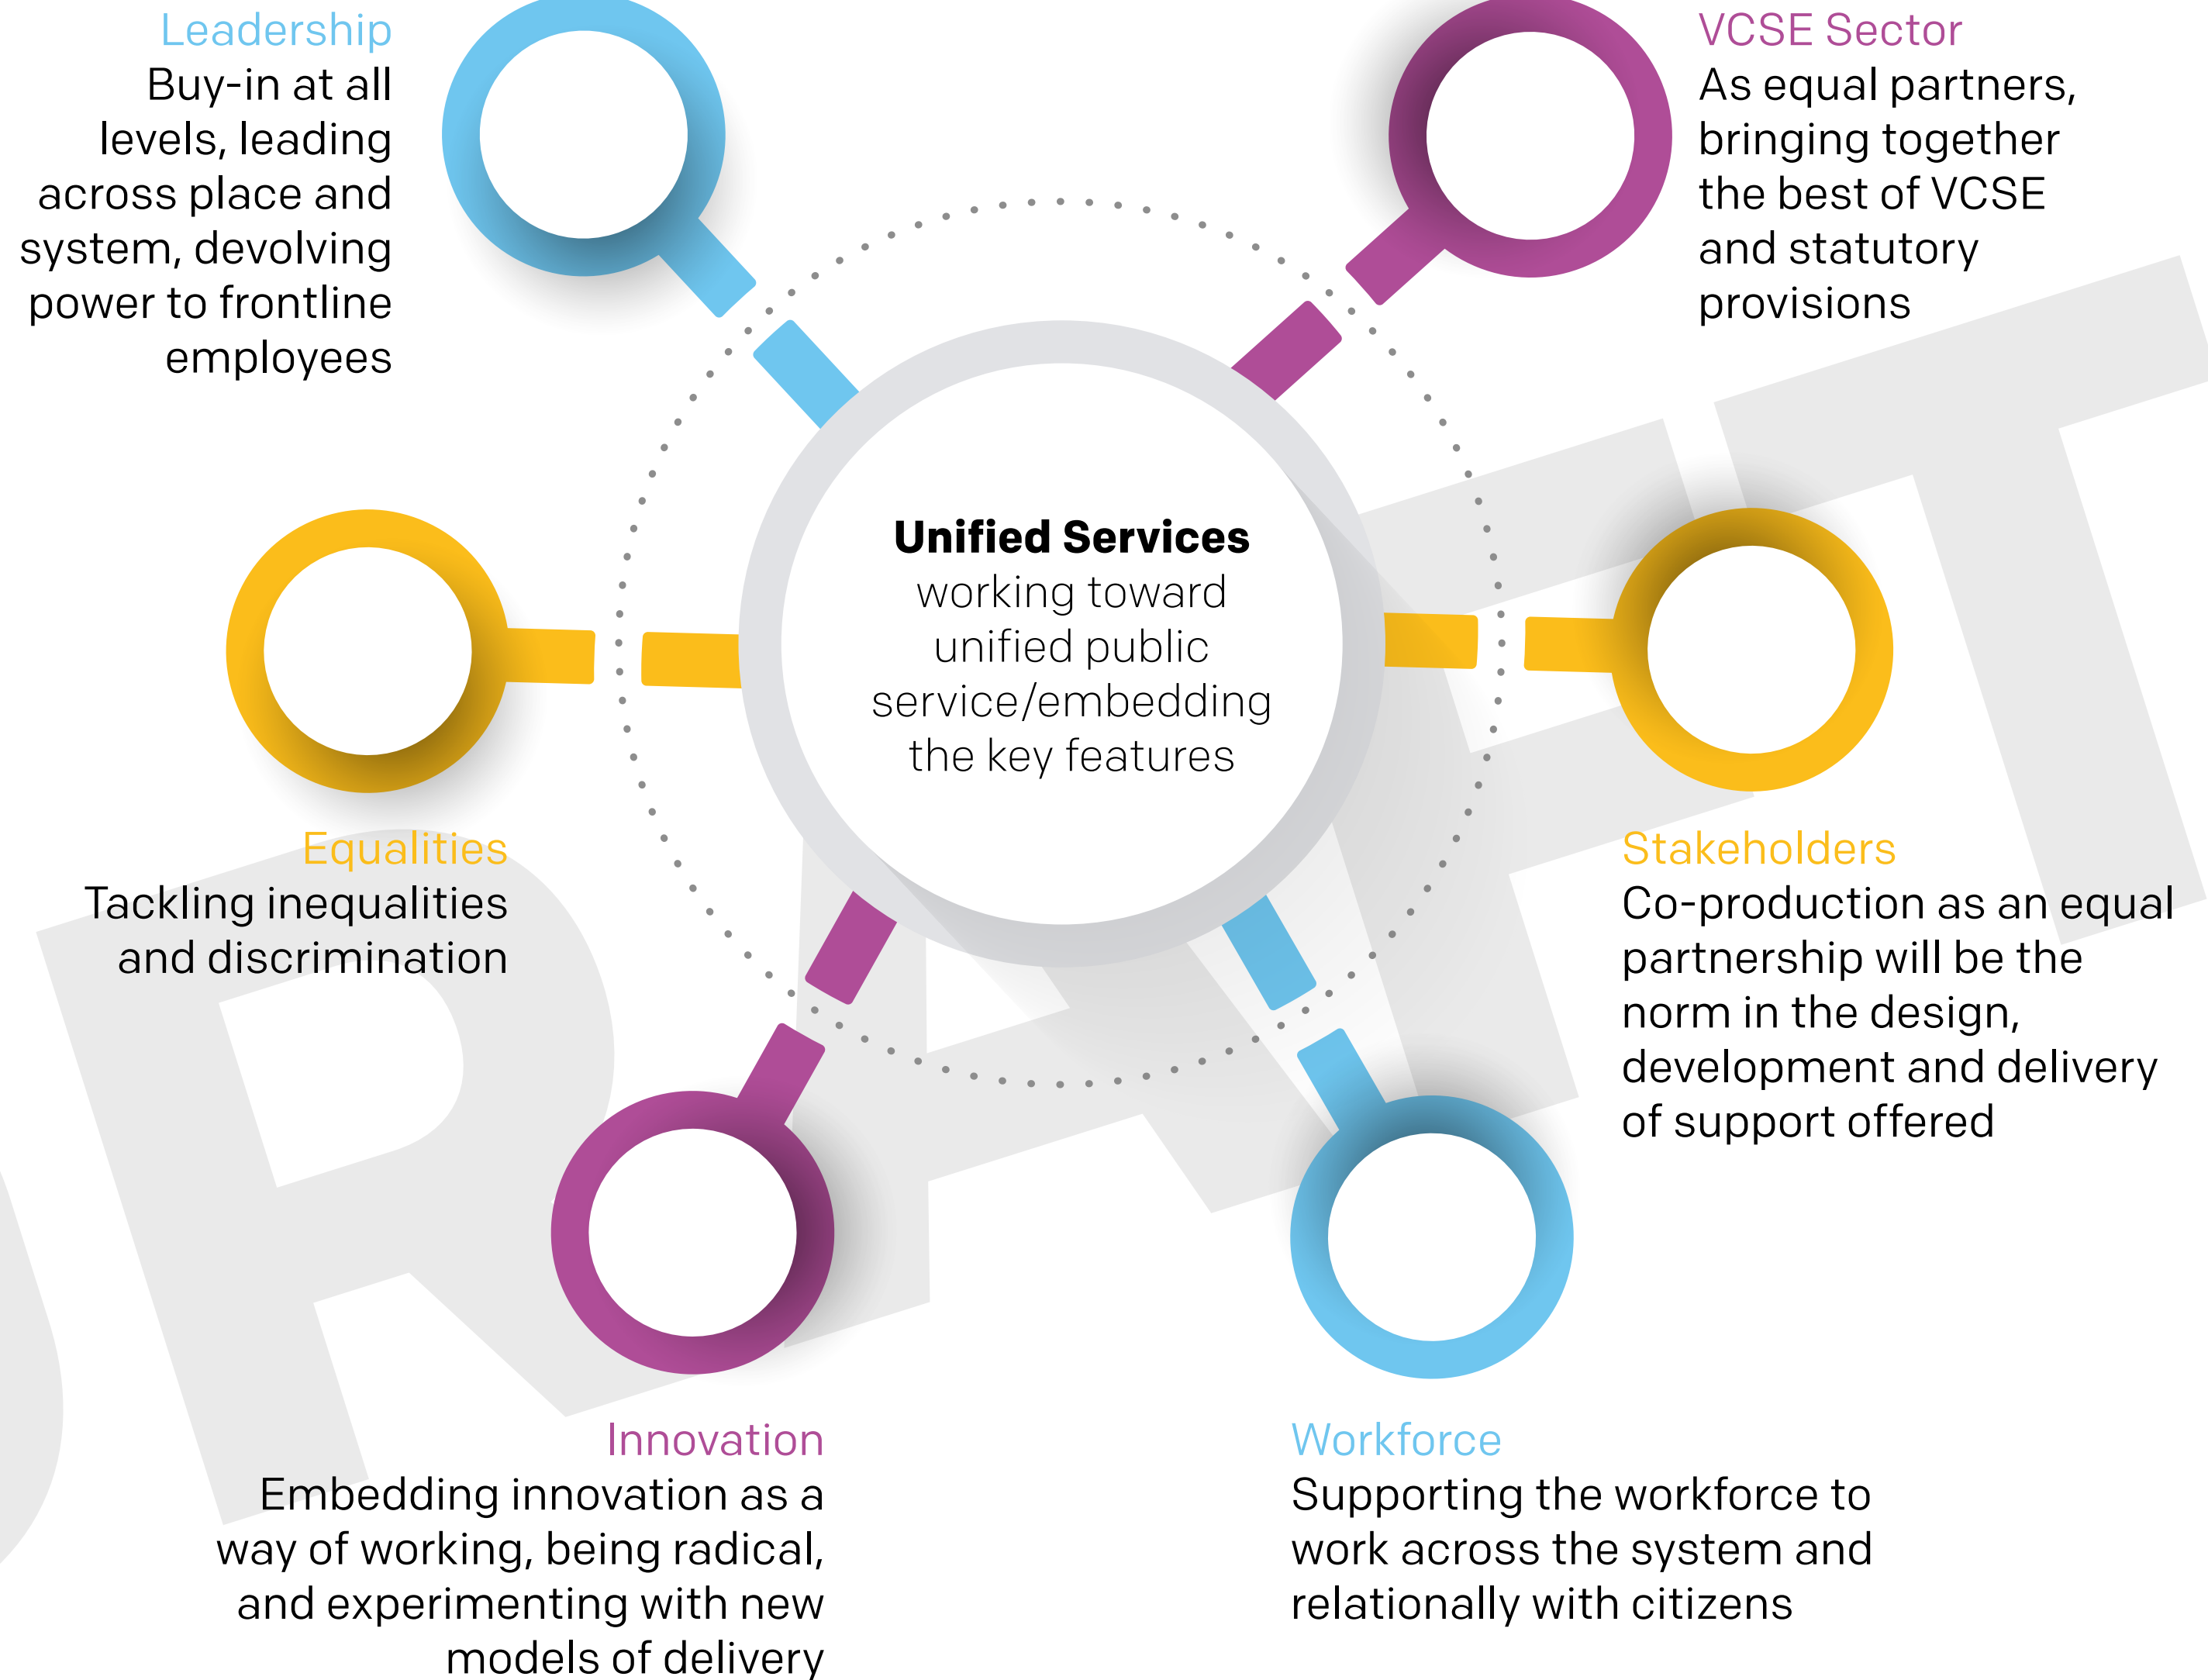 Leadership
Buy-in at all
levels, leading
across place and
system, devolving
power to frontline
employees
VCSE Sector
As equal partners,
bringing together
the best of VCSE
and statutory
provisions
Unified Services
working toward
unified public
service/embedding
the key features
Equalities
Tackling inequalities
and discrimination
Stakeholders
Co-production as an equal
partnership will be the
norm in the design,
development and delivery
of support offered
Innovation
Embedding innovation as a
way of working, being radical,
and experimenting with new
models of delivery
Workforce
Supporting the workforce to
work across the system and
relationally with citizens
DRAFT